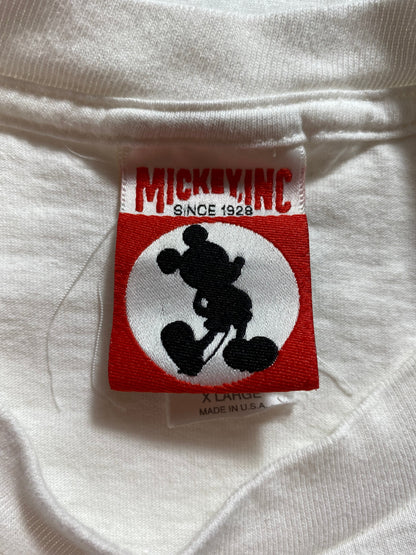 MICKEY, INC
SINCE 1928
X LARGE
MADE IN U.S.A.